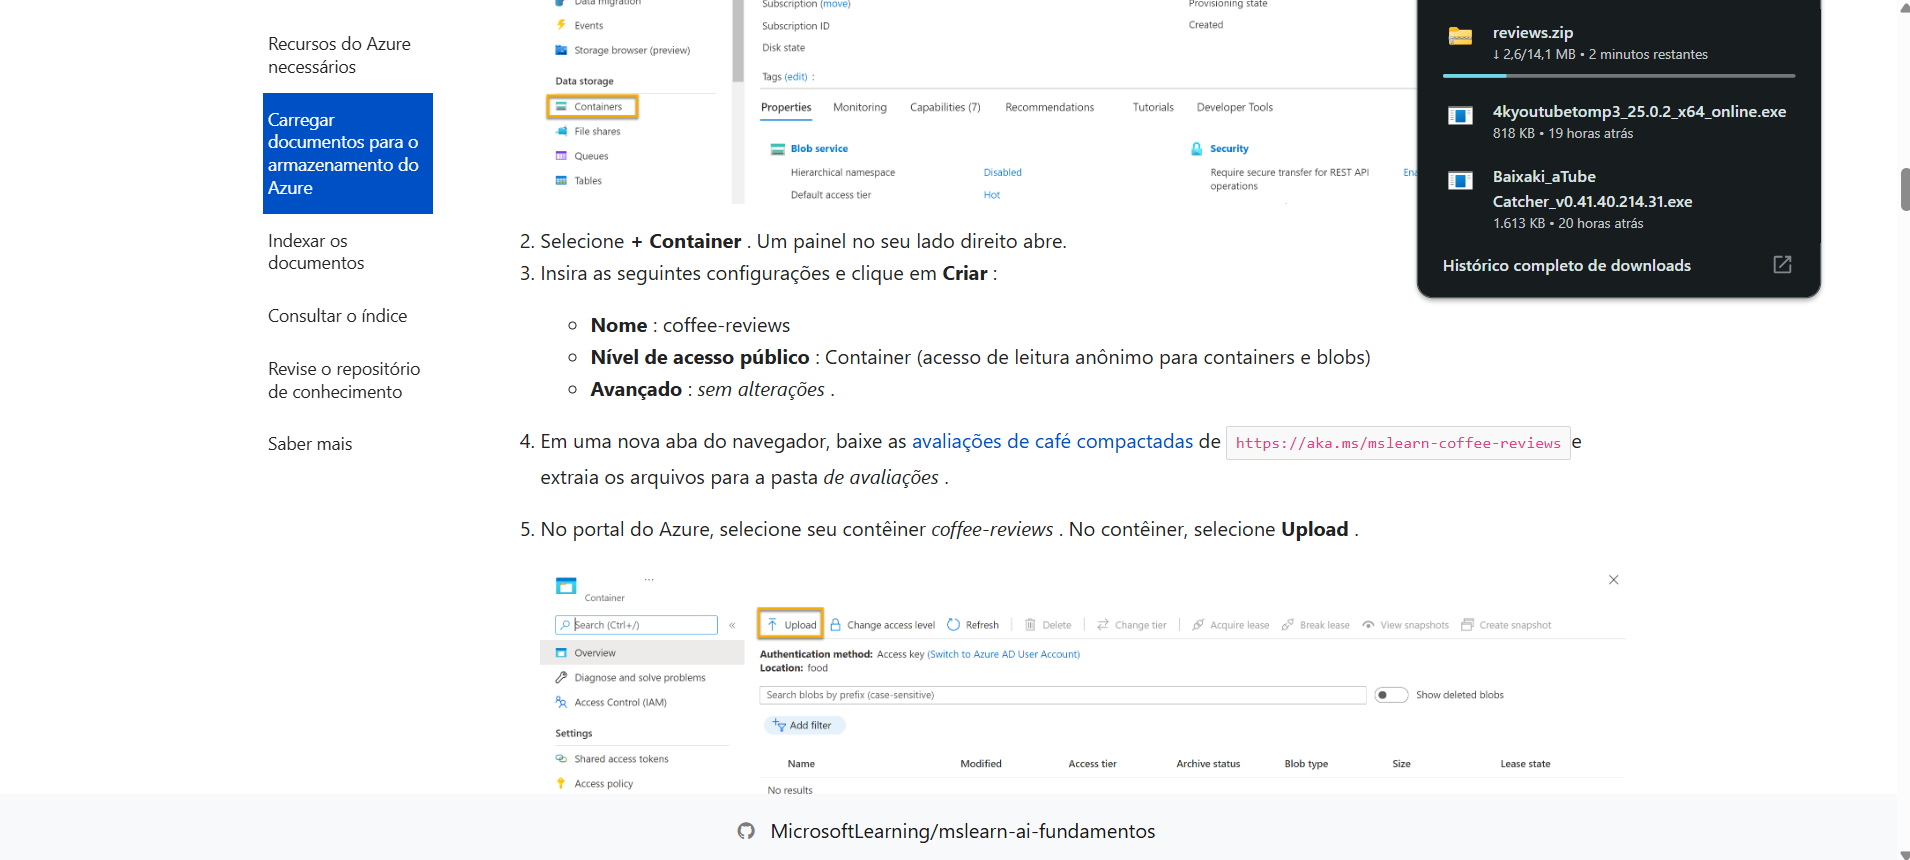 Recursos do Azure
necessários
Carregar
documentos para o
armazenamento do
Azure
Indexar os
documentos
Consultar o índice
Revise o repositório
de conhecimento
Saber mais
Data migration
Events
Storage browser (preview)
Data storage
Containers
File shares
Queues
Tables
Subscription (move)
Subscription ID
Disk state
Tags (edit) :
Provisioning state
Created
Properties Monitoring Capabilities (7) Recommendations Tutorials Developer Tools
Blob service
Hierarchical namespace Disabled
Default access tier Hot
Security
Require secure transfer for REST API
operations
reviews.zip
↓ 2,6/14,1 MB • 2 minutos restantes
4kyoutubetomp3_25.0.2_x64_online.exe
818 KB • 19 horas atrás
Baixaki_aTube
Catcher_v0.41.40.214.31.exe
1.613 KB • 20 horas atrás
Histórico completo de downloads
2. Selecione + Container . Um painel no seu lado direito abre.
3. Insira as seguintes configurações e clique em Criar :
Nome : coffee-reviews
Nível de acesso público : Container (acesso de leitura anônimo para containers e blobs)
Avançado : sem alterações .
4. Em uma nova aba do navegador, baixe as avaliações de café compactadas de https://aka.ms/mslearn-coffee-reviews e
extraia os arquivos para a pasta de avaliações .
5. No portal do Azure, selecione seu contêiner coffee-reviews . No contêiner, selecione Upload .
...
Container
Search (Ctrl+/) «
Overview
Diagnose and solve problems
Access Control (IAM)
Settings
Shared access tokens
Access policy
Upload Change access level Refresh Delete Change tier Acquire lease Break lease View snapshots Create snapshot
Authentication method: Access key (Switch to Azure AD User Account)
Location: food
Search blobs by prefix (case-sensitive) Show deleted blobs
Add filter
Name Modified Access tier Archive status Blob type Size Lease state
No results
MicrosoftLearning/mslearn-ai-fundamentos